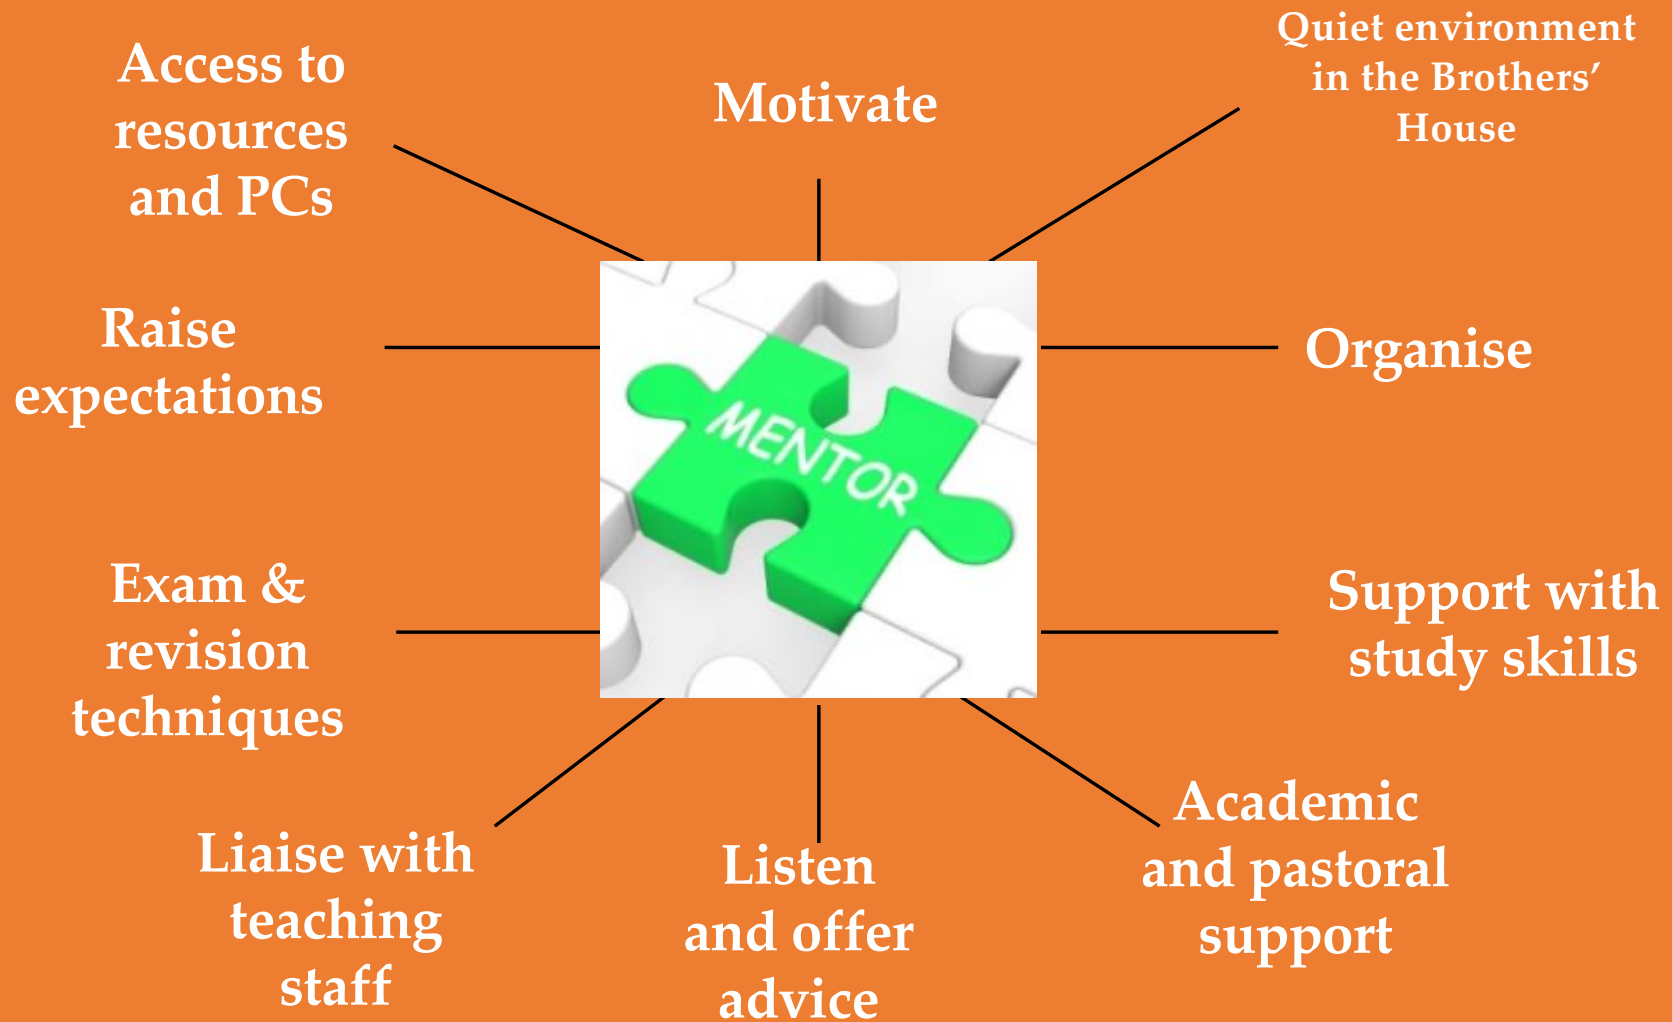 Access to
resources
and PCs
Motivate
Quiet environment
in the Brothers’
House
Raise
expectations
MENTOR
Organise
Exam &
revision
techniques
Support with
study skills
Liaise with
teaching
staff
Listen
and offer
advice
Academic
and pastoral
support